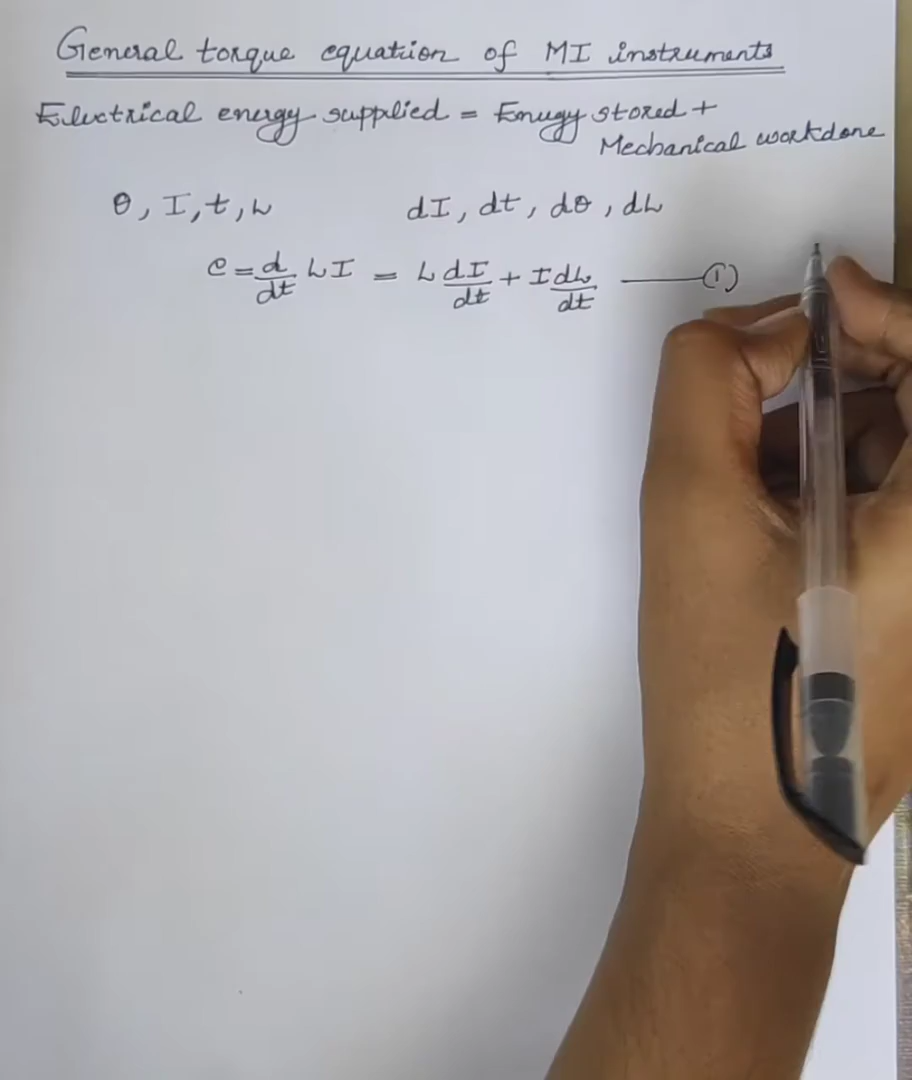 General torque equation of MI instruments
Electrical energy supplied = Energy stored +
Mechanical workdone
θ, I, t, L dI, dt, dθ, dL
e = d/dt LI = L dI/dt + I dL/dt ——— (1)